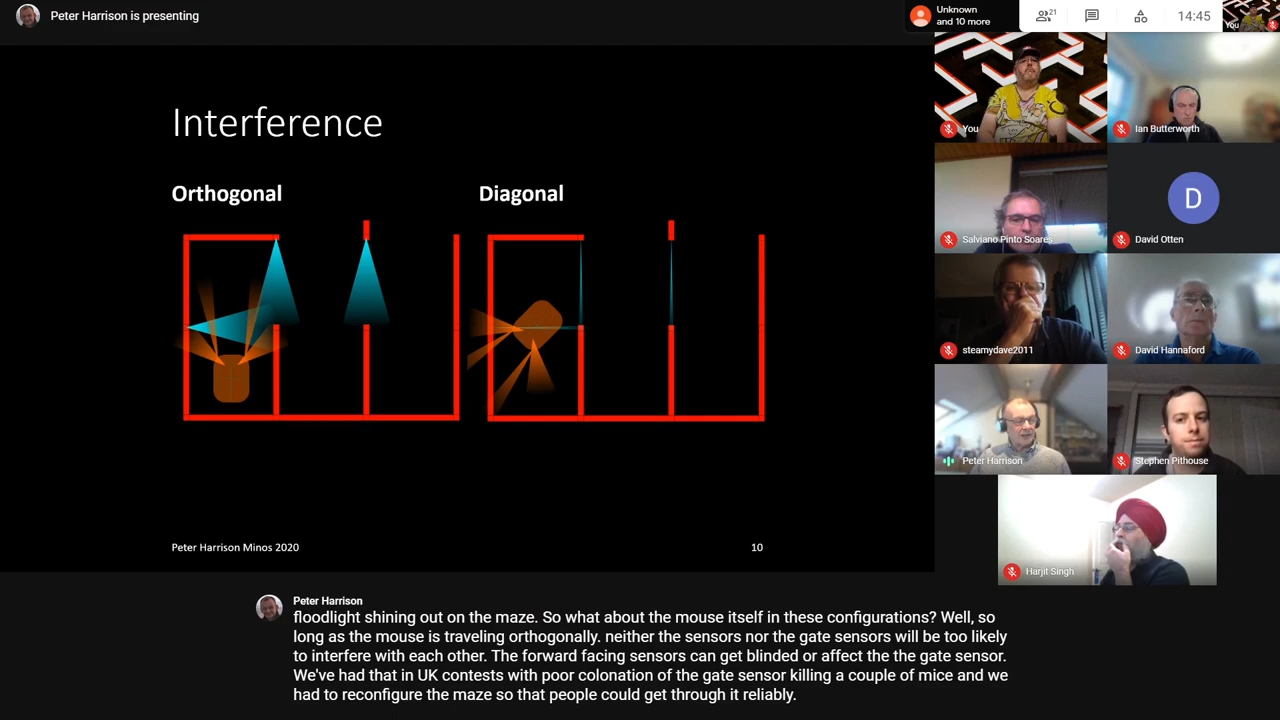 Peter Harrison is presenting
Unknown
and 10 more
21
14:45
You
Interference
Orthogonal
Diagonal
Peter Harrison Minos 2020
10
You
Ian Butterworth
Salviano Pinto Soares
D
David Otten
steamydave2011
David Hannaford
Peter Harrison
Stephen Pithouse
Harjit Singh
Peter Harrison
floodlight shining out on the maze. So what about the mouse itself in these configurations? Well, so
long as the mouse is traveling orthogonally. neither the sensors nor the gate sensors will be too likely
to interfere with each other. The forward facing sensors can get blinded or affect the the gate sensor.
We've had that in UK contests with poor colonation of the gate sensor killing a couple of mice and we
had to reconfigure the maze so that people could get through it reliably.